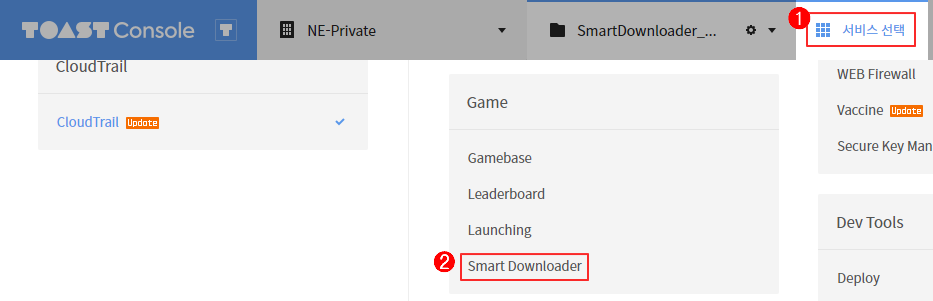 TOAST Console
T
NE-Private
SmartDownloader_...
1
서비스 선택
CloudTrail
CloudTrail Update
Game
Gamebase
Leaderboard
Launching
2
Smart Downloader
WEB Firewall
Vaccine Update
Secure Key Man
Dev Tools
Deploy